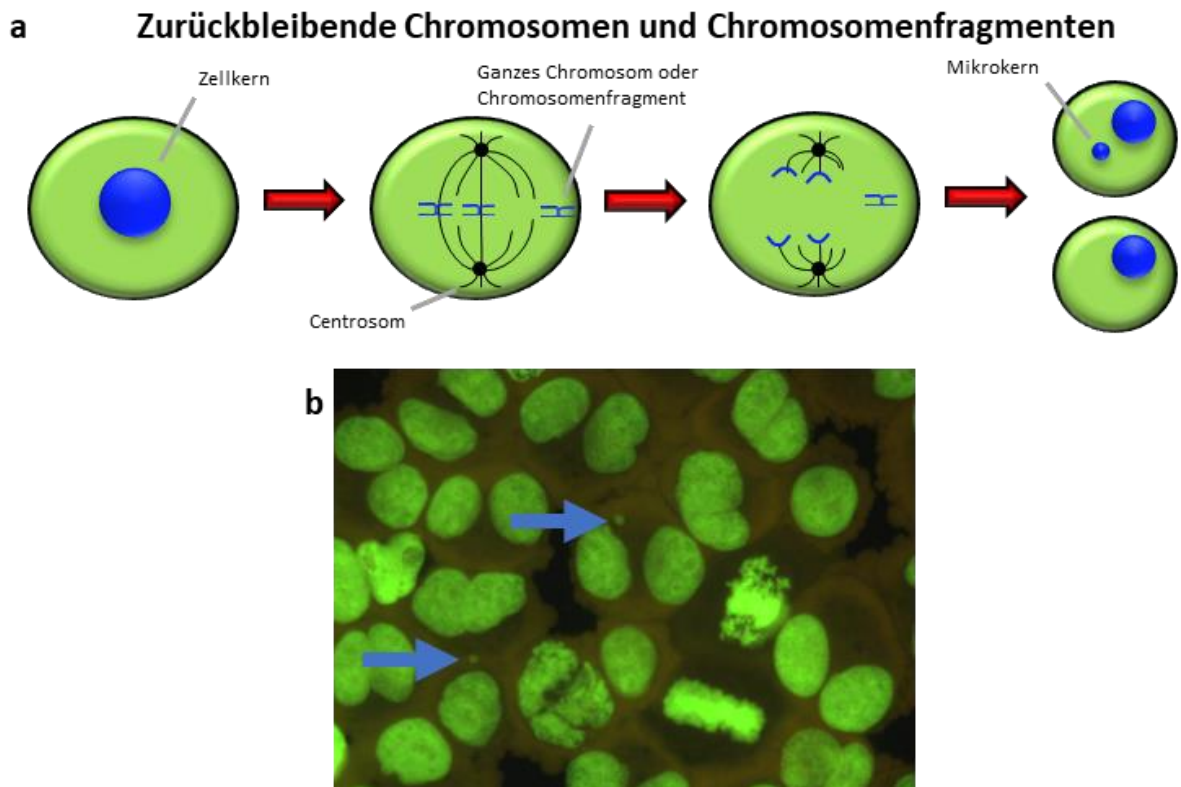 a
Zurückbleibende Chromosomen und Chromosomenfragmenten
Zellkern
Ganzes Chromosom oder
Chromosomenfragment
Mikrokern
Centrosom
b